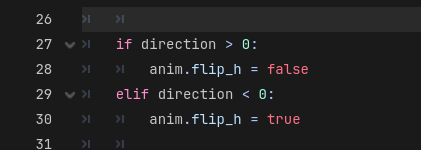 26
27 if direction > 0:
28 anim.flip_h = false
29 elif direction < 0:
30 anim.flip_h = true
31